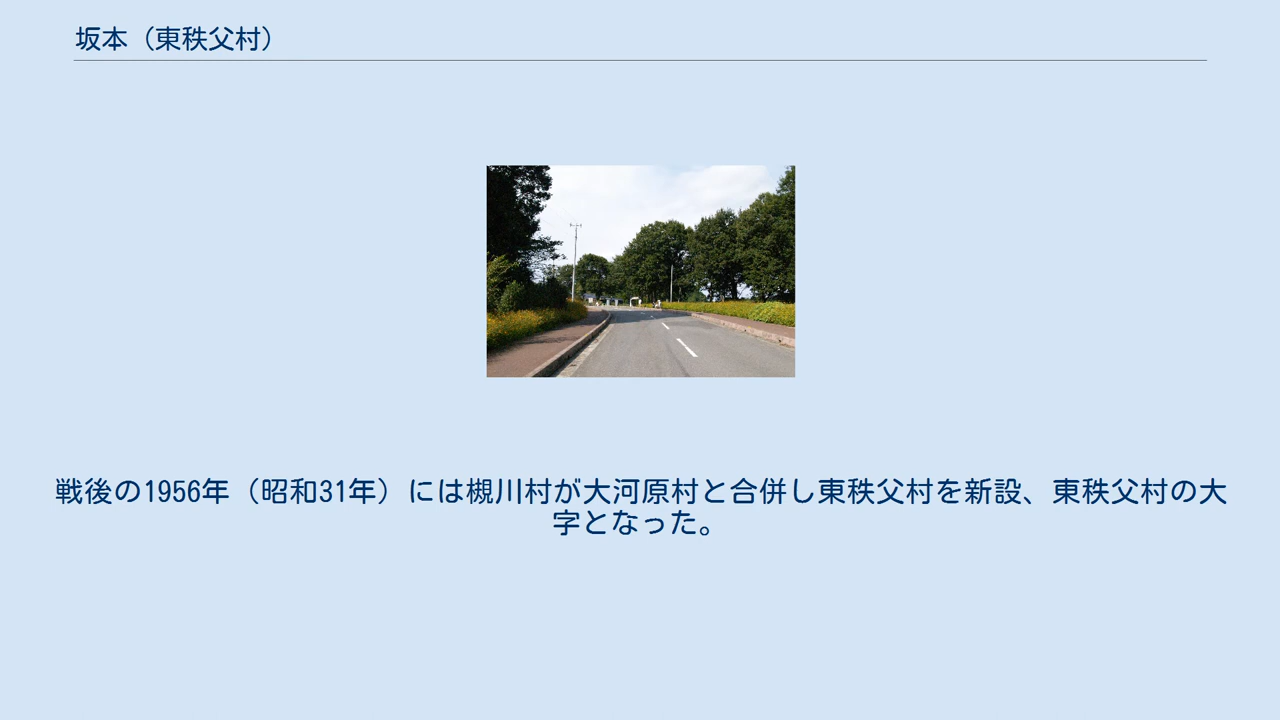 坂本（東秩父村）
戦後の1956年（昭和31年）には槻川村が大河原村と合併し東秩父村を新設、東秩父村の大
字となった。